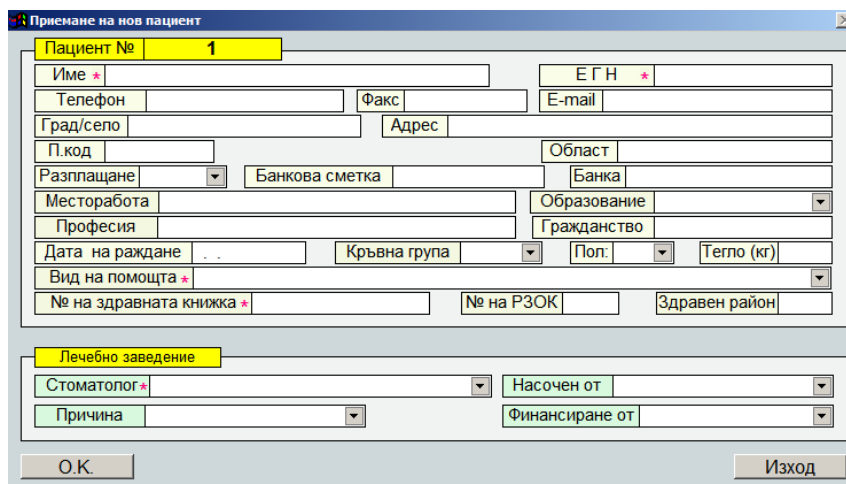 Приемане на нов пациент
Пациент № 1
Име * Е Г Н *
Телефон Факс E-mail
Град/село Адрес
П.код Област
Разплащане Банкова сметка Банка
Месторабота Образование
Професия Гражданство
Дата на раждане . . Кръвна група Пол: Тегло (кг)
Вид на помощта *
№ на здравната книжка * № на РЗОК Здравен район
Лечебно заведение
Стоматолог * Насочен от
Причина Финансиране от
O.K. Изход